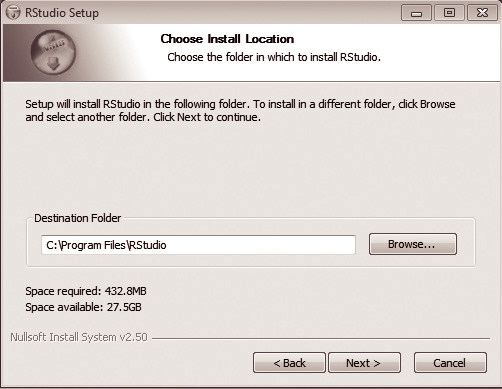 RStudio Setup
Choose Install Location
Choose the folder in which to install RStudio.
Setup will install RStudio in the following folder. To install in a different folder, click Browse
and select another folder. Click Next to continue.
Destination Folder
C:\Program Files\RStudio
Browse...
Space required: 432.8MB
Space available: 27.5GB
Nullsoft Install System v2.50
< Back Next > Cancel